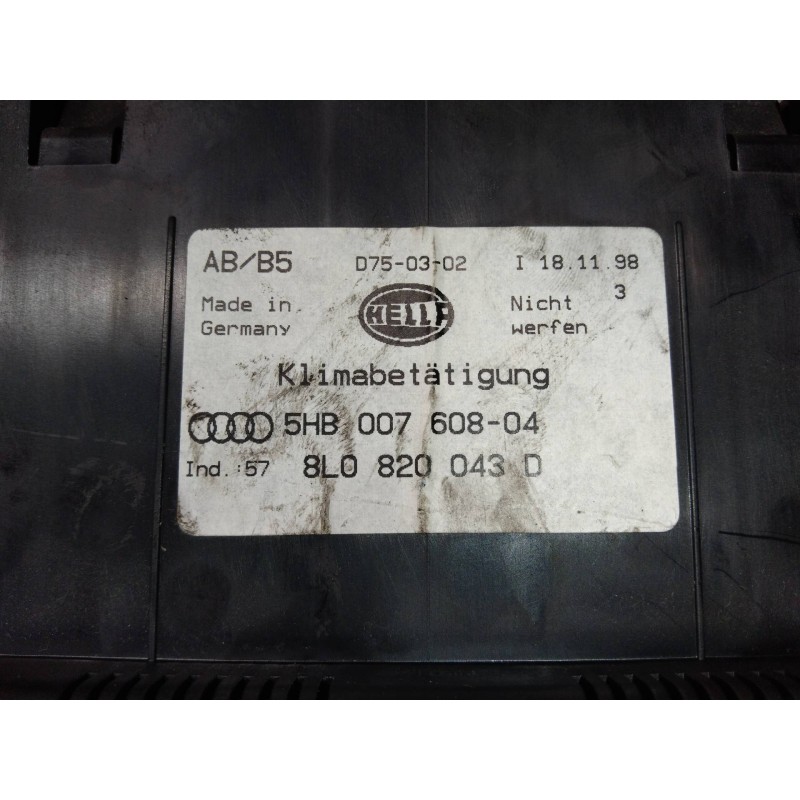 AB/B5 D75-03-02 I 18.11.98
Made in Germany HELLA Nicht werfen 3
Klimabetätigung
5HB 007 608-04
Ind.:57 8L0 820 043 D